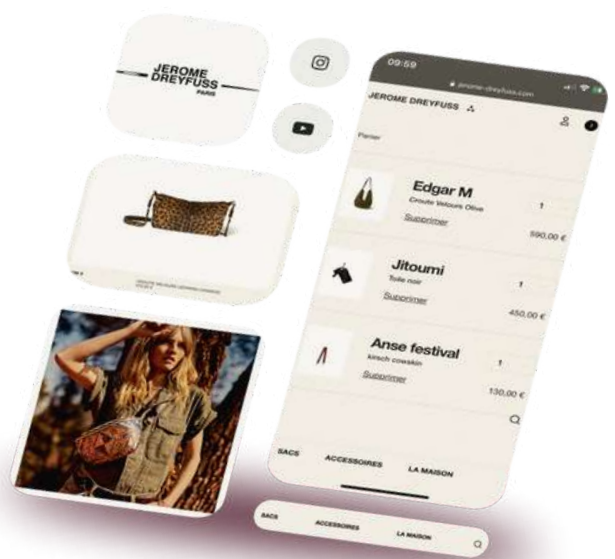 JEROME
DREYFUSS
PARIS
09:59
jerome-dreyfuss.com
JEROME DREYFUSS
Panier
Edgar M
1
Croute Velours Olive
Supprimer
590,00 €
Jitoumi
1
Toile noir
Supprimer
450,00 €
Anse festival
1
kirsch cowskin
Supprimer
130,00 €
SACS
ACCESSOIRES
LA MAISON
SACS
ACCESSOIRES
LA MAISON